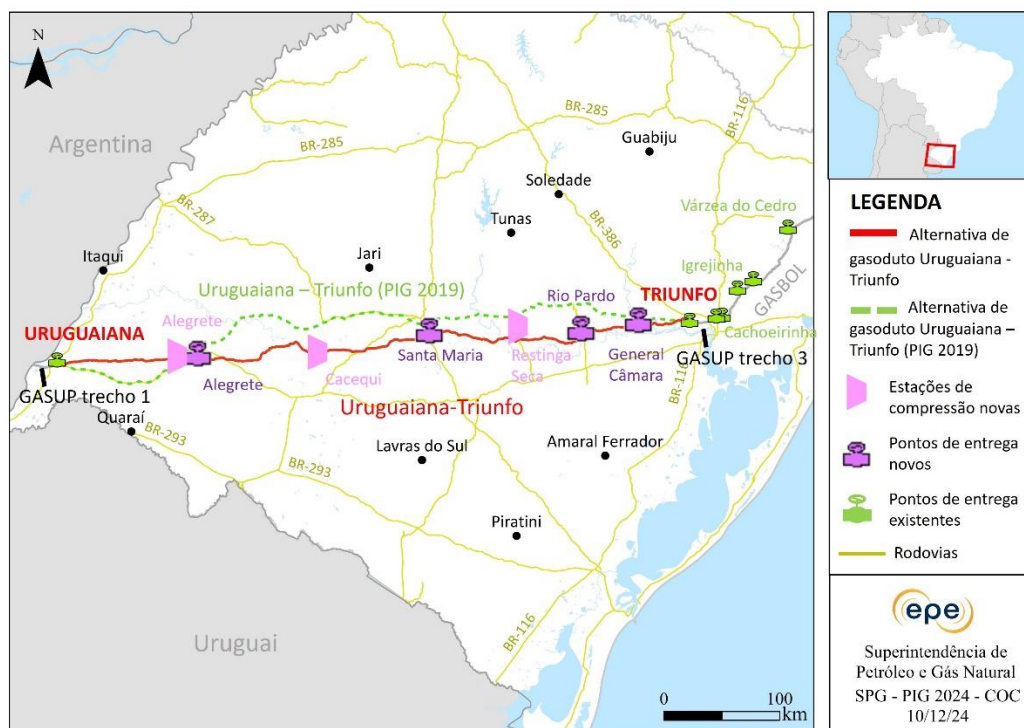 N
Argentina
BR-285
BR-285
BR-116
Guabiju
Soledade
BR-287
Tunas
BR-386
Várzea do Cedro
Itaqui
Jari
Igrejinha
Uruguaiana – Triunfo (PIG 2019)
Rio Pardo
TRIUNFO
GASBOL
URUGUAIANA
Alegrete
Cachoeirinha
Santa Maria
Restinga
Seca
General
Câmara
GASUP trecho 3
Alegrete
Cacequi
BR-116
GASUP trecho 1
Uruguaiana-Triunfo
Quaraí
BR-293
Lavras do Sul
Amaral Ferrador
BR-293
Piratini
Uruguai
BR-116
0 100
km
LEGENDA
Alternativa de
gasoduto Uruguaiana -
Triunfo
Alternativa de
gasoduto Uruguaiana –
Triunfo (PIG 2019)
Estações de
compressão novas
Pontos de entrega
novos
Pontos de entrega
existentes
Rodovias
epe
Superintendência de
Petróleo e Gás Natural
SPG - PIG 2024 - COC
10/12/24